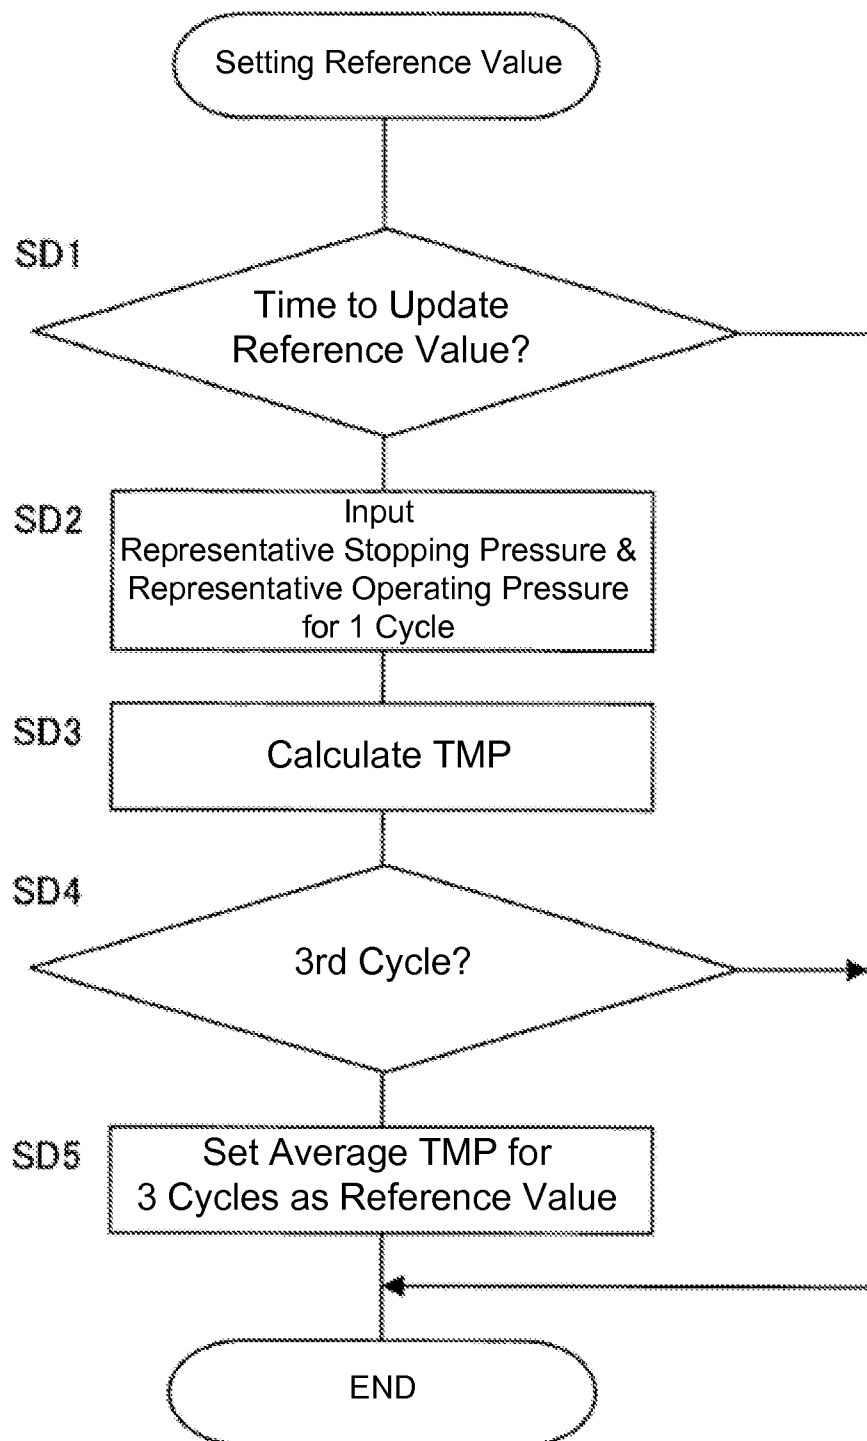 Setting Reference Value
SD1
Time to Update
Reference Value?
SD2
Input
Representative Stopping Pressure &
Representative Operating Pressure
for 1 Cycle
SD3
Calculate TMP
SD4
3rd Cycle?
SD5
Set Average TMP for
3 Cycles as Reference Value
END